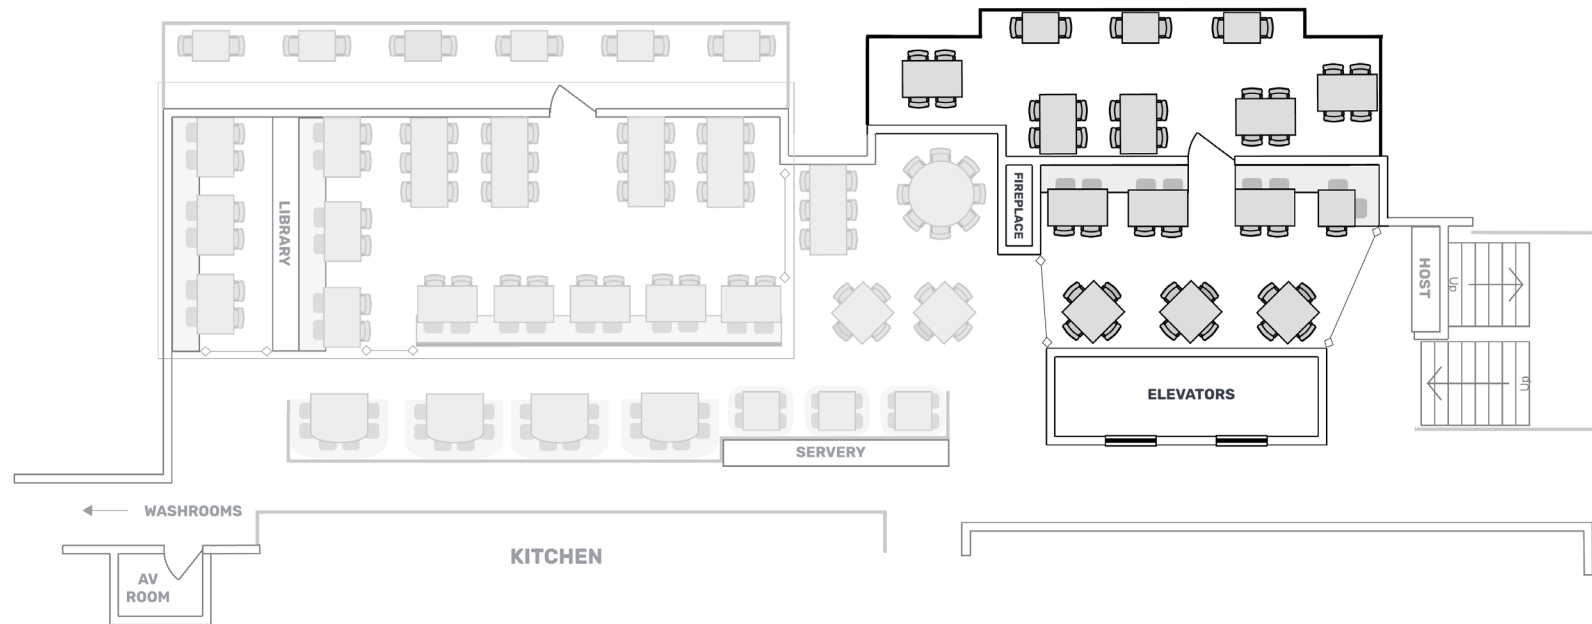 LIBRARY
FIREPLACE
HOST
Up
Up
ELEVATORS
SERVERY
WASHROOMS
KITCHEN
AV
ROOM